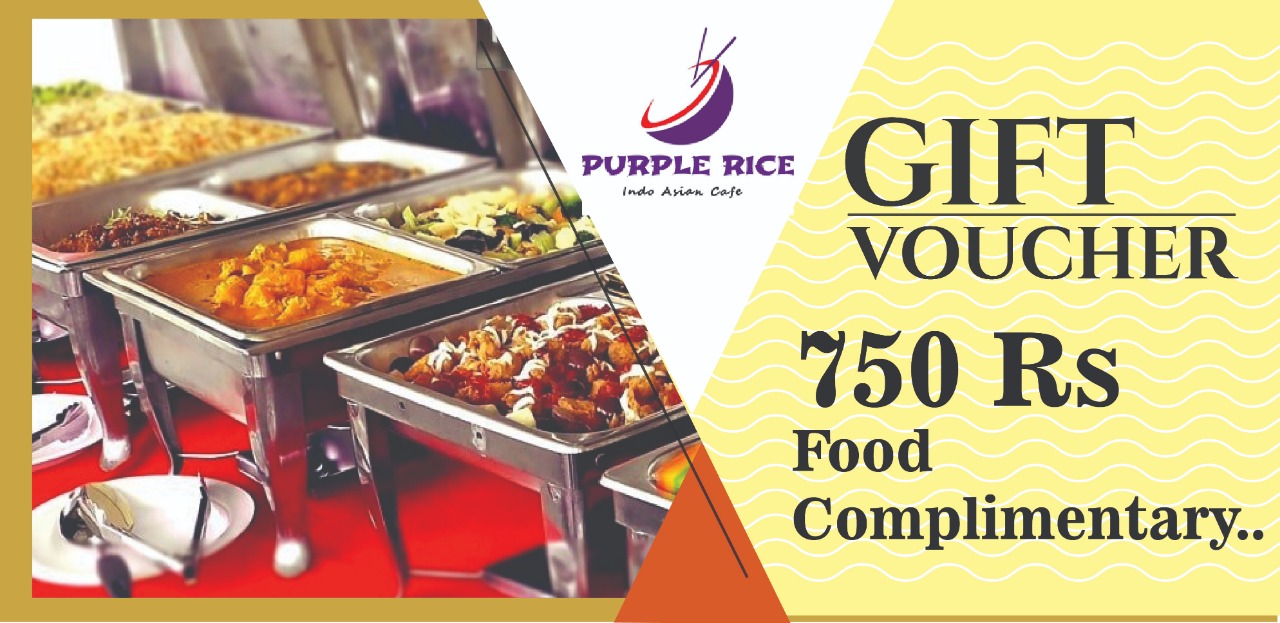 PURPLE RICE
Indo Asian Cafe
GIFT
VOUCHER
750 Rs
Food
Complimentary..